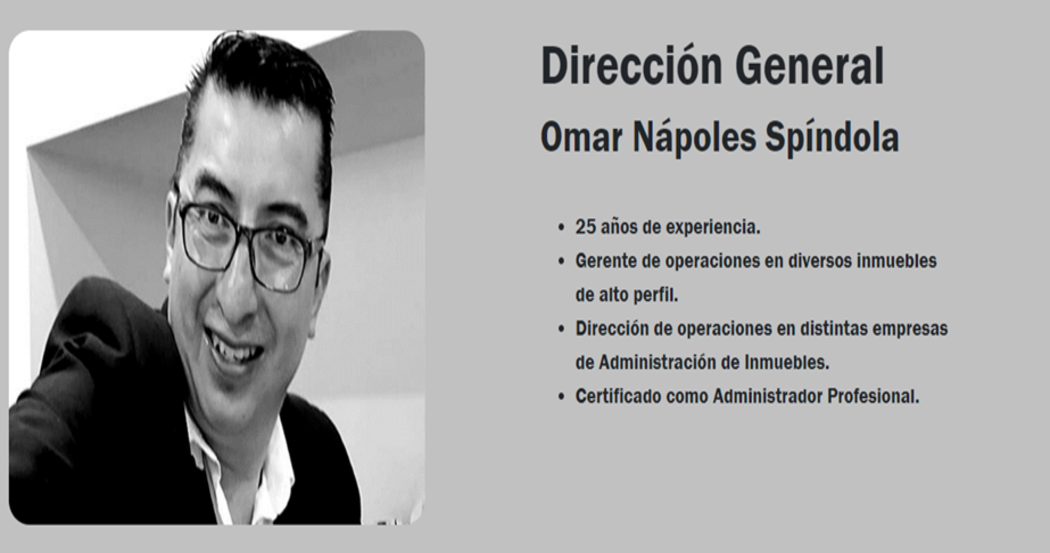 Dirección General
Omar Nápoles Spíndola
• 25 años de experiencia.
• Gerente de operaciones en diversos inmuebles
de alto perfil.
• Dirección de operaciones en distintas empresas
de Administración de Inmuebles.
• Certificado como Administrador Profesional.